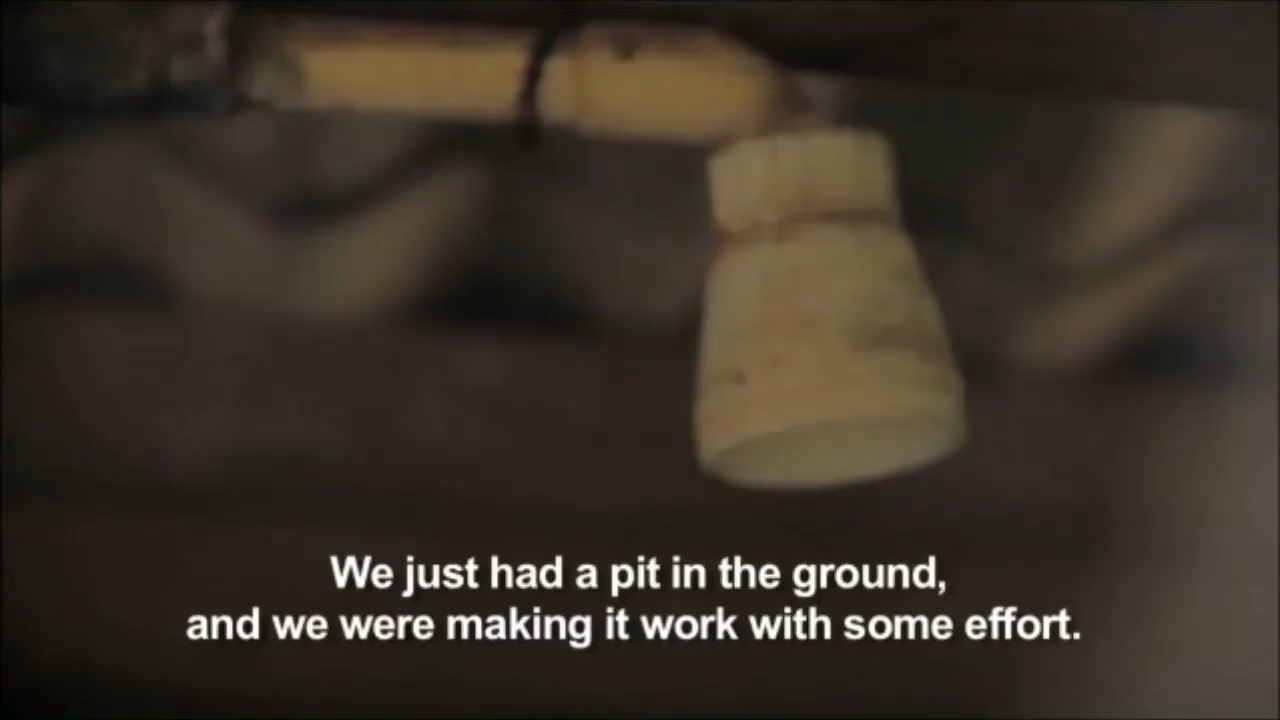 We just had a pit in the ground,
and we were making it work with some effort.